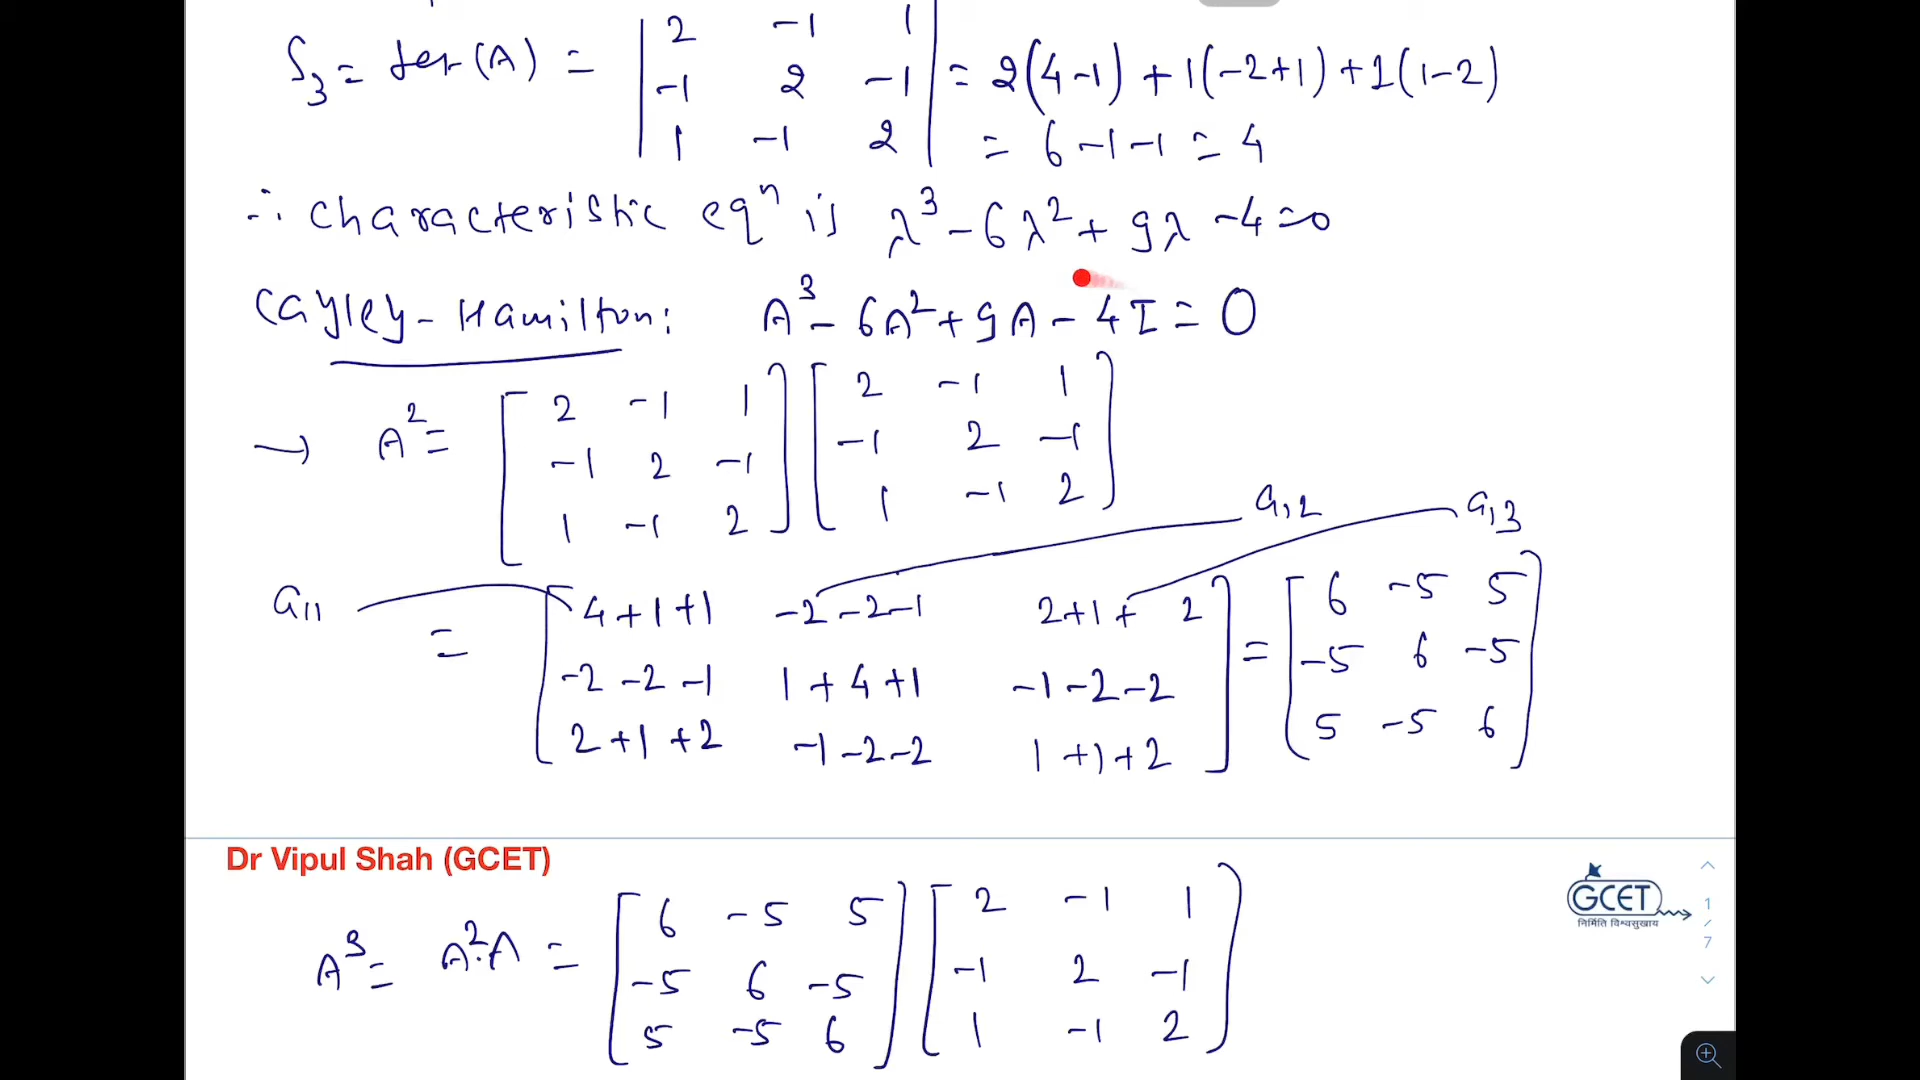 S₃ = det(A) = | 2 -1 1 | = 2(4-1) + 1(-2+1) + 1(1-2)
| -1 2 -1 |
| 1 -1 2 | = 6 -1 -1 = 4
∴ characteristic eqⁿ is λ³ - 6λ² + 9λ - 4 = 0
Cayley-Hamilton: A³ - 6A² + 9A - 4I = 0
→ A² = [ 2 -1 1 ] [ 2 -1 1 ]
[ -1 2 -1 ] [ -1 2 -1 ]
[ 1 -1 2 ] [ 1 -1 2 ]
a₁₂ a₁₃
a₁₁
= [ 4+1+1 -2-2-1 2+1+2 ] = [ 6 -5 5 ]
[ -2-2-1 1+4+1 -1-2-2 ] [ -5 6 -5 ]
[ 2+1+2 -1-2-2 1+1+2 ] [ 5 -5 6 ]
Dr Vipul Shah (GCET)
GCET
निर्मिति विश्वसुखाय
1
/
7
A³ = A²·A = [ 6 -5 5 ] [ 2 -1 1 ]
[ -5 6 -5 ] [ -1 2 -1 ]
[ 5 -5 6 ] [ 1 -1 2 ]